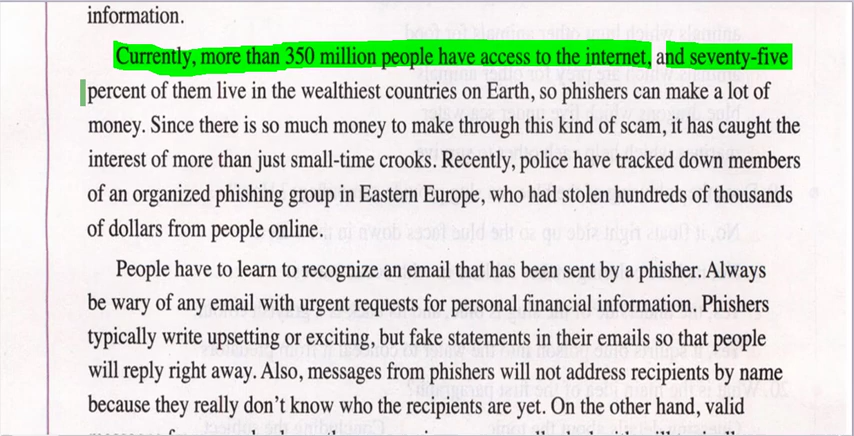 information.
Currently, more than 350 million people have access to the internet, and seventy-five
percent of them live in the wealthiest countries on Earth, so phishers can make a lot of
money. Since there is so much money to make through this kind of scam, it has caught the
interest of more than just small-time crooks. Recently, police have tracked down members
of an organized phishing group in Eastern Europe, who had stolen hundreds of thousands
of dollars from people online.
People have to learn to recognize an email that has been sent by a phisher. Always
be wary of any email with urgent requests for personal financial information. Phishers
typically write upsetting or exciting, but fake statements in their emails so that people
will reply right away. Also, messages from phishers will not address recipients by name
because they really don't know who the recipients are yet. On the other hand, valid